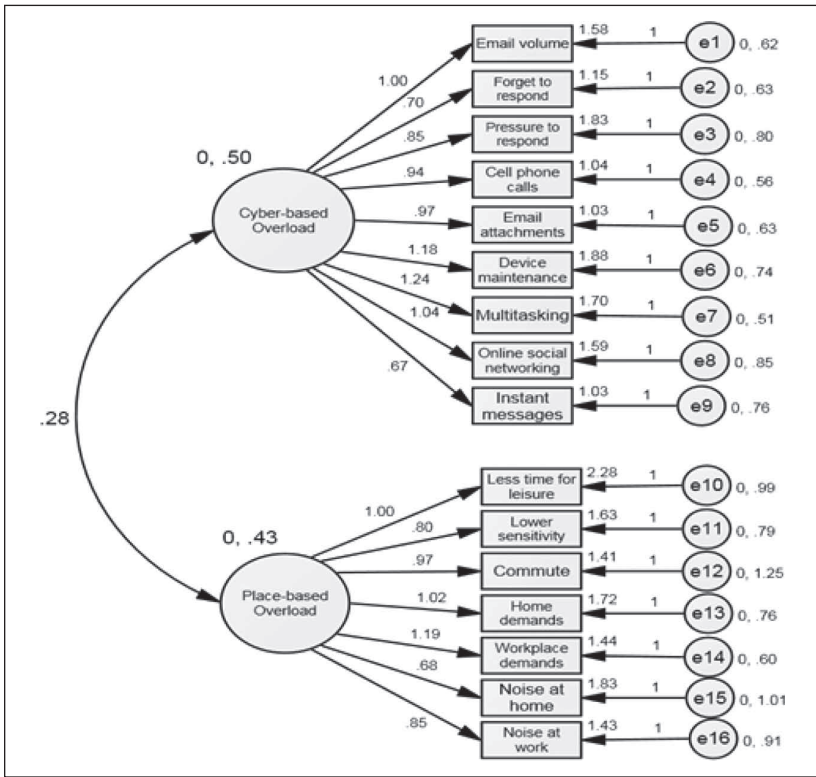 1.58
1
Email volume
e1
0, .62
1.00
1.15
1
Forget to
respond
e2
0, .63
.70
1.83
1
Pressure to
respond
e3
0, .80
.85
0, .50
1.04
1
Cell phone
calls
e4
0, .56
.94
Cyber-based
Overload
1.03
1
Email
attachments
e5
0, .63
.97
1.88
1
Device
maintenance
e6
0, .74
1.18
1.70
1
Multitasking
e7
0, .51
1.24
1.59
1
Online social
networking
e8
0, .85
1.04
1.03
1
Instant
messages
e9
0, .76
.67
.28
2.28
1
Less time for
leisure
e10
0, .99
1.00
1.63
1
Lower
sensitivity
e11
0, .79
.80
0, .43
1.41
1
Commute
e12
0, 1.25
.97
Place-based
Overload
1.72
1
Home
demands
e13
0, .76
1.02
1.44
1
Workplace
demands
e14
0, .60
1.19
1.83
1
Noise at
home
e15
0, 1.01
.68
1.43
1
Noise at
work
e16
0, .91
.85